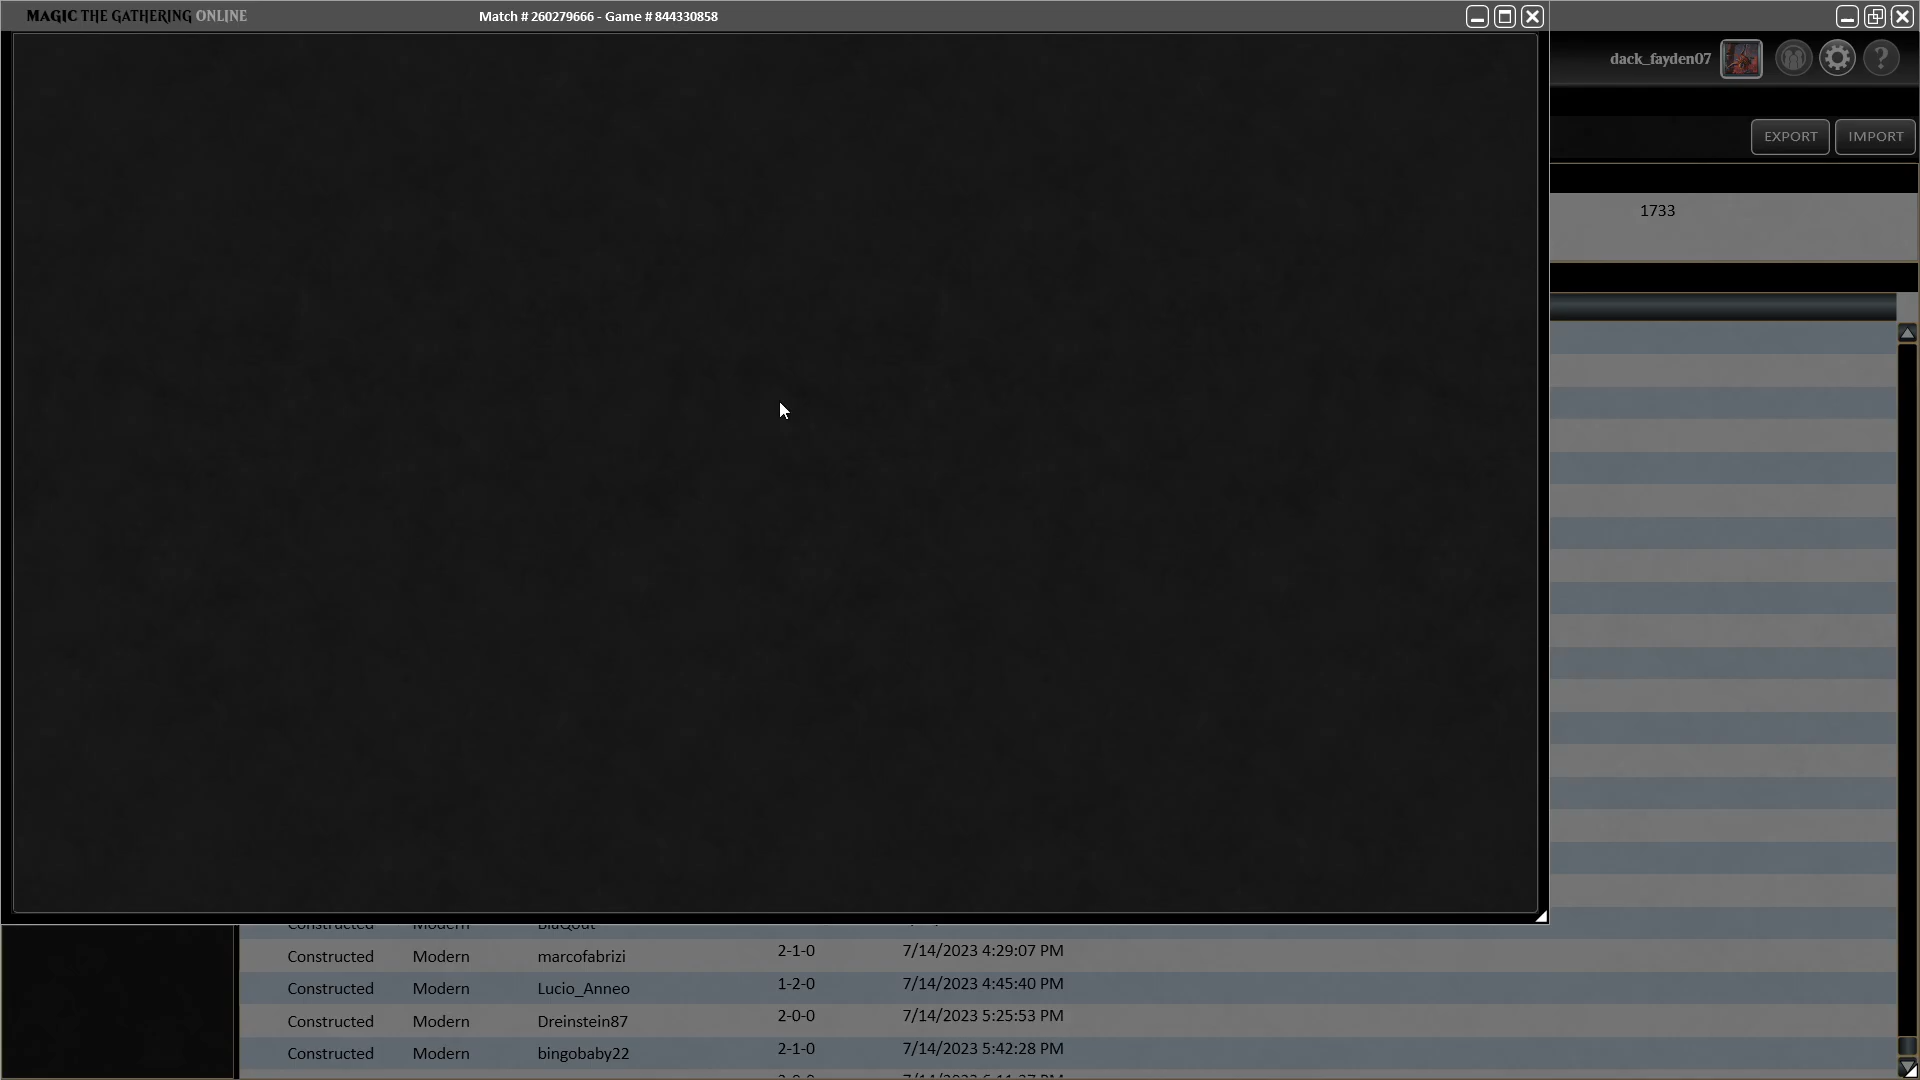 MAGIC THE GATHERING ONLINE
Match # 260279666 - Game # 844330858
dack_fayden07
?
EXPORT IMPORT
1733
Constructed Modern
Constructed Modern marcofabrizi 2-1-0 7/14/2023 4:29:07 PM
Constructed Modern Lucio_Anneo 1-2-0 7/14/2023 4:45:40 PM
Constructed Modern Dreinstein87 2-0-0 7/14/2023 5:25:53 PM
Constructed Modern bingobaby22 2-1-0 7/14/2023 5:42:28 PM